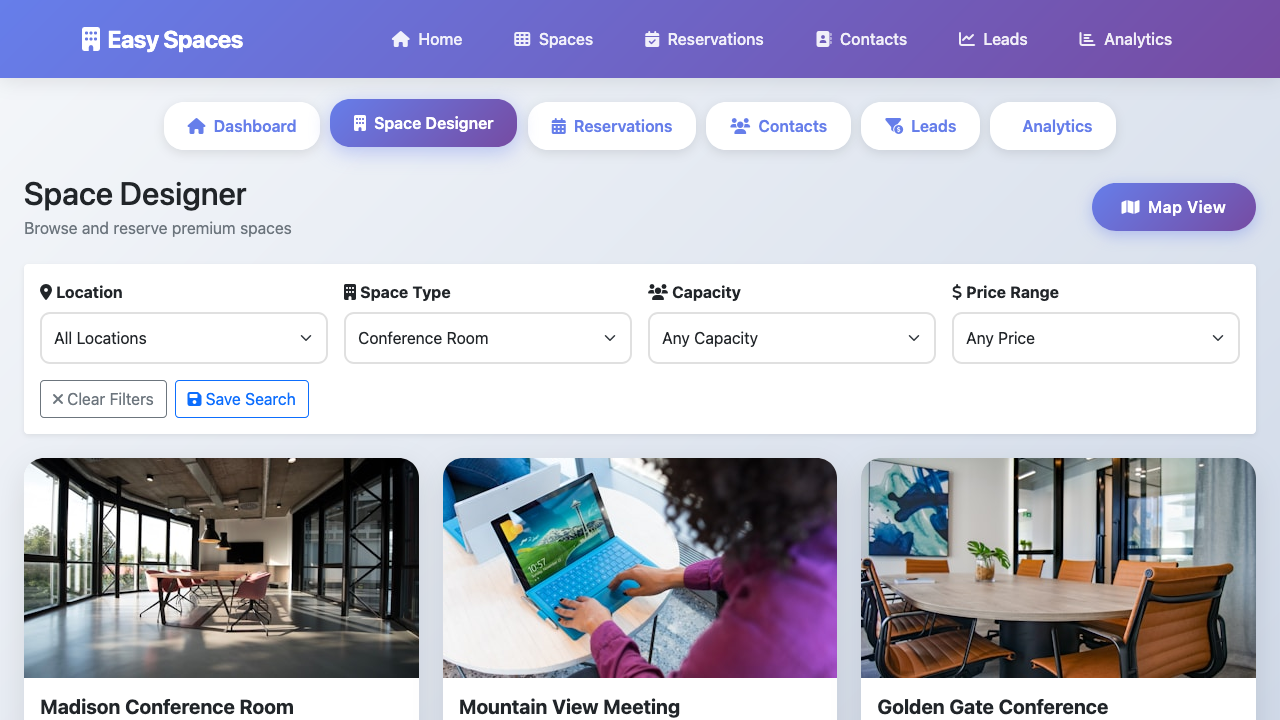 Easy Spaces
Home
Spaces
Reservations
Contacts
Leads
Analytics
Dashboard
Space Designer
Reservations
Contacts
Leads
Analytics
Space Designer
Browse and reserve premium spaces
Map View
Location
Space Type
Capacity
Price Range
All Locations
Conference Room
Any Capacity
Any Price
Clear Filters
Save Search
10:57
Madison Conference Room
Mountain View Meeting
Golden Gate Conference